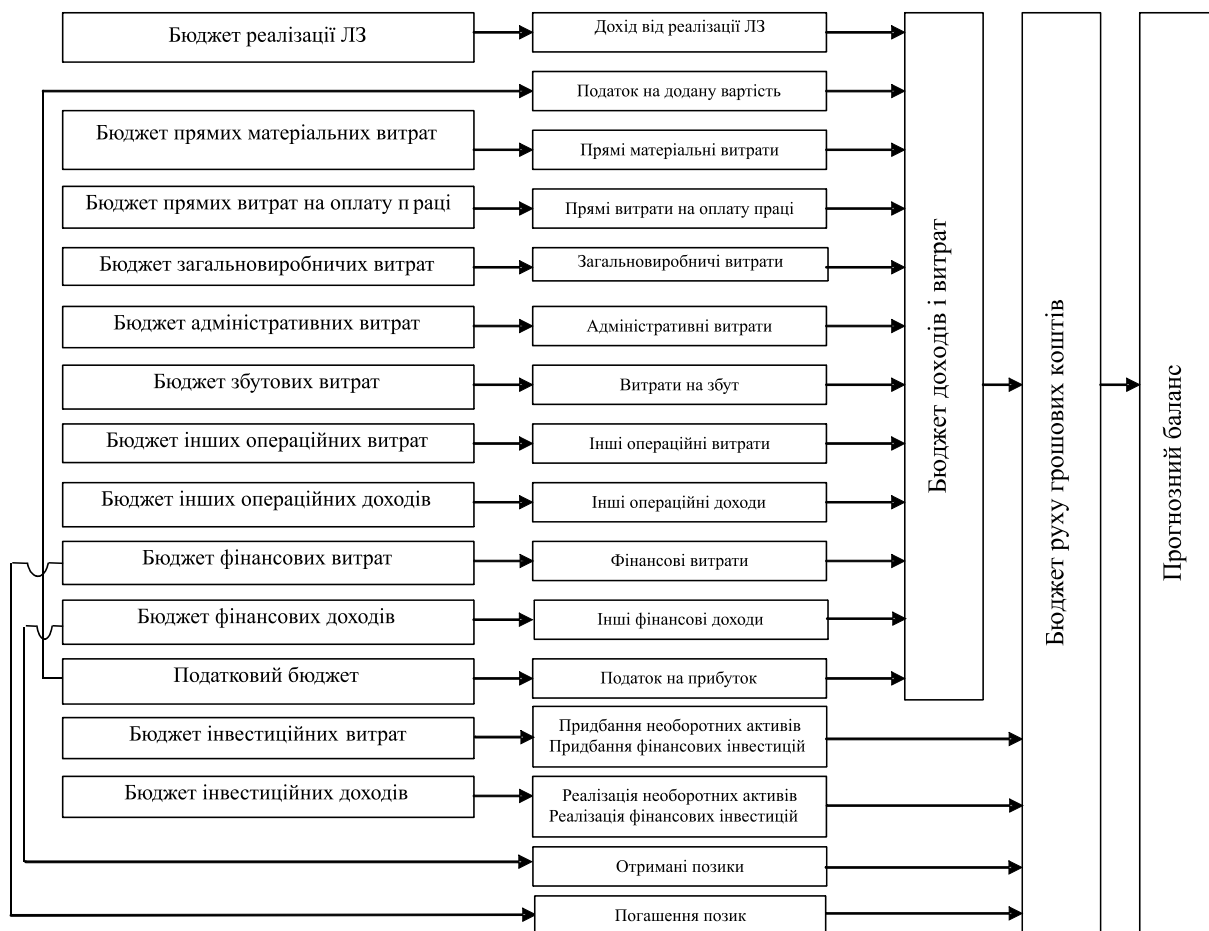 Бюджет реалізації ЛЗ
Дохід від реалізації ЛЗ
Податок на додану вартість
Бюджет прямих матеріальних витрат
Прямі матеріальні витрати
Бюджет прямих витрат на оплату праці
Прямі витрати на оплату праці
Бюджет загальновиробничих витрат
Загальновиробничі витрати
Бюджет адміністративних витрат
Адміністративні витрати
Бюджет збутових витрат
Витрати на збут
Бюджет інших операційних витрат
Інші операційні витрати
Бюджет інших операційних доходів
Інші операційні доходи
Бюджет фінансових витрат
Фінансові витрати
Бюджет фінансових доходів
Інші фінансові доходи
Податковий бюджет
Податок на прибуток
Бюджет інвестиційних витрат
Придбання необоротних активів
Придбання фінансових інвестицій
Бюджет інвестиційних доходів
Реалізація необоротних активів
Реалізація фінансових інвестицій
Отримані позики
Погашення позик
Бюджет доходів і витрат
Бюджет руху грошових коштів
Прогнозний баланс